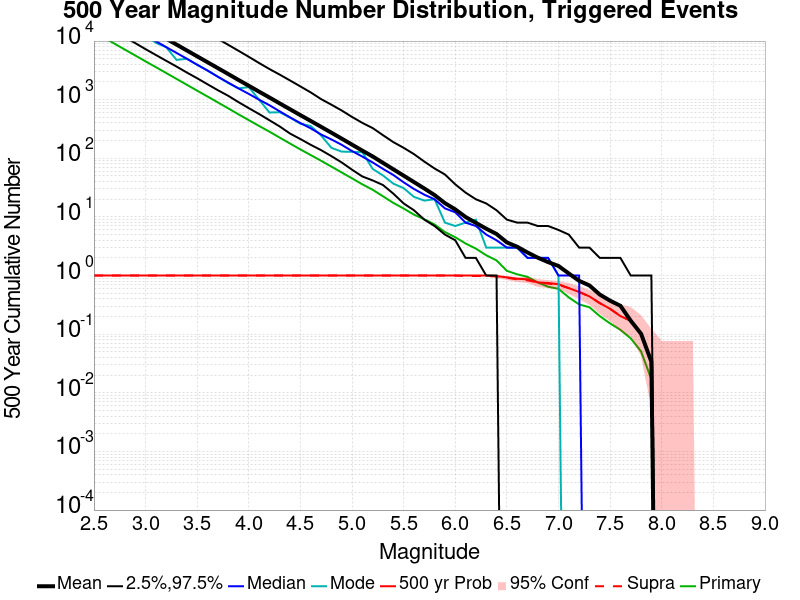 500 Year Magnitude Number Distribution, Triggered Events
10^4
10^3
10^2
10^1
10^0
10^-1
10^-2
10^-3
10^-4
500 Year Cumulative Number
2.5 3.0 3.5 4.0 4.5 5.0 5.5 6.0 6.5 7.0 7.5 8.0 8.5 9.0
Magnitude
Mean 2.5%,97.5% Median Mode 500 yr Prob 95% Conf Supra Primary